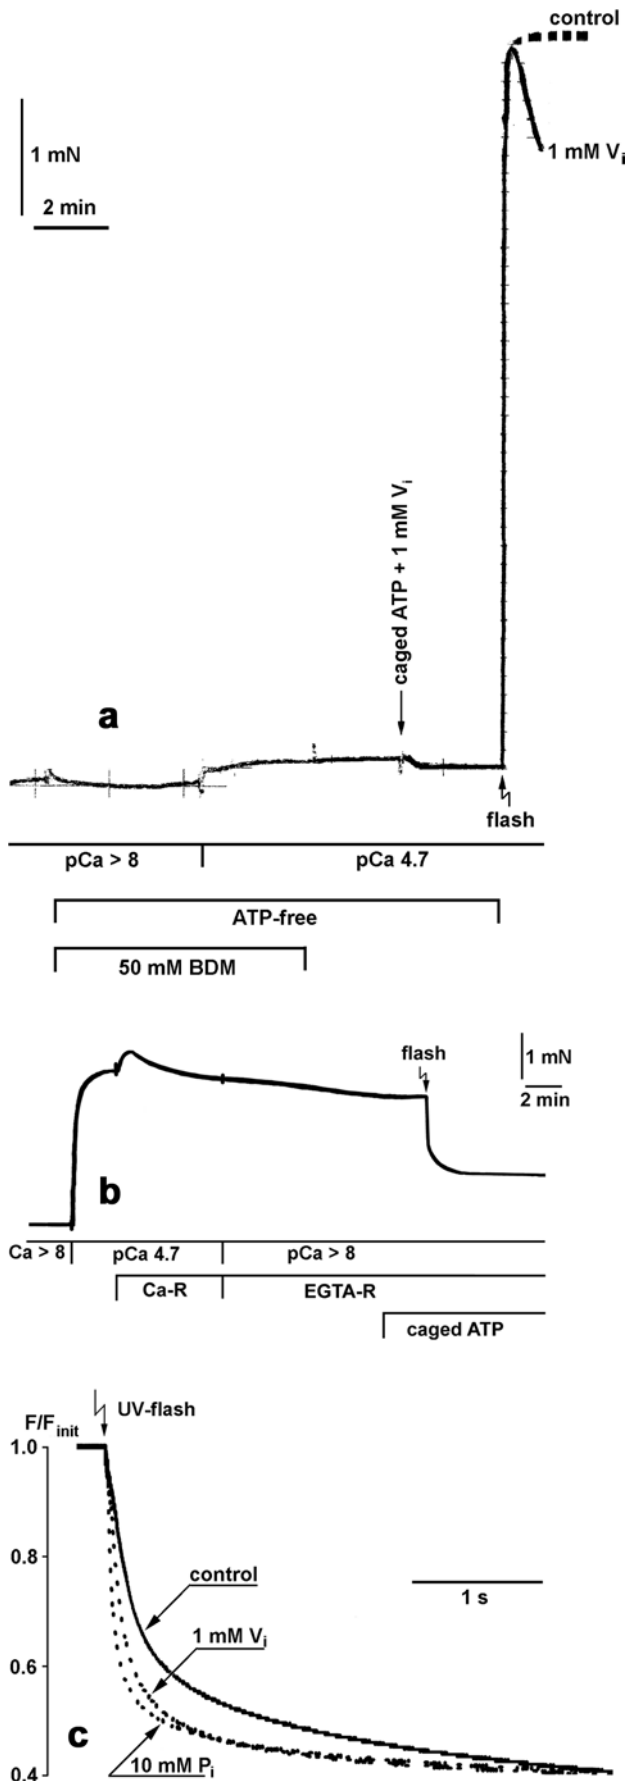 control
1 mN
1 mM Vi
2 min
caged ATP + 1 mM Vi
a
flash
pCa > 8
pCa 4.7
ATP-free
50 mM BDM
flash
1 mN
2 min
b
Ca > 8
pCa 4.7
pCa > 8
Ca-R
EGTA-R
caged ATP
UV-flash
F/Finit
1.0
0.8
control
1 s
1 mM Vi
0.6
c
10 mM Pi
0.4